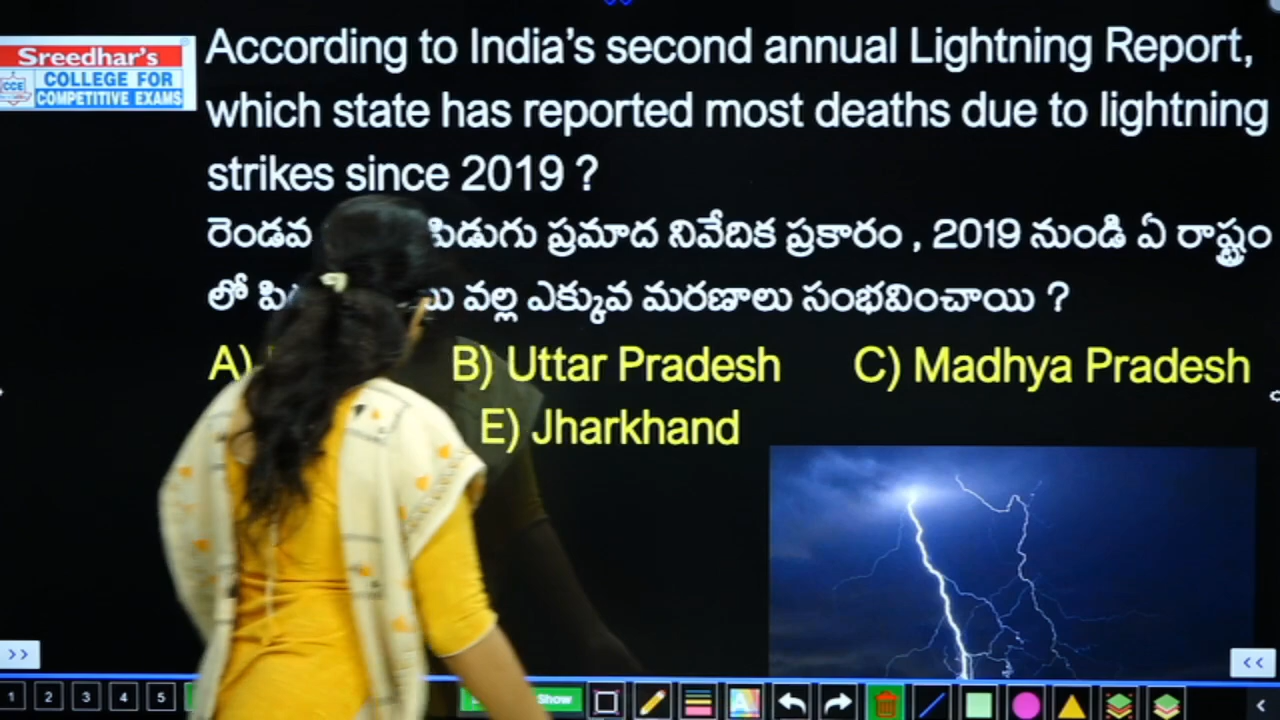 Sreedhar's
CCE
COLLEGE FOR
COMPETITIVE EXAMS
According to India's second annual Lightning Report,
which state has reported most deaths due to lightning
strikes since 2019 ?
రెండవ పిడుగు ప్రమాద నివేదిక ప్రకారం , 2019 నుండి ఏ రాష్ట్రం
లో వల్ల ఎక్కువ మరణాలు సంభవించాయి ?
A) B) Uttar Pradesh C) Madhya Pradesh
E) Jharkhand
>> <<
1 2 3 4 5 Show <